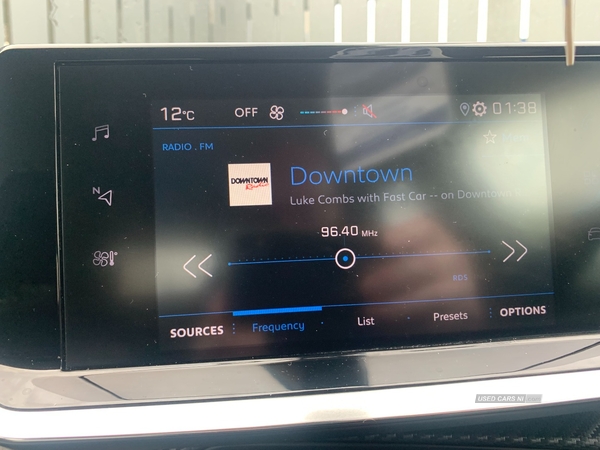 12°C OFF 01:38
RADIO . FM
N
DOWNTOWN
Radio
Downtown
Luke Combs with Fast Car -- on Downtown
96.40 MHz
RDS
SOURCES Frequency List Presets OPTIONS
USED CARS NI